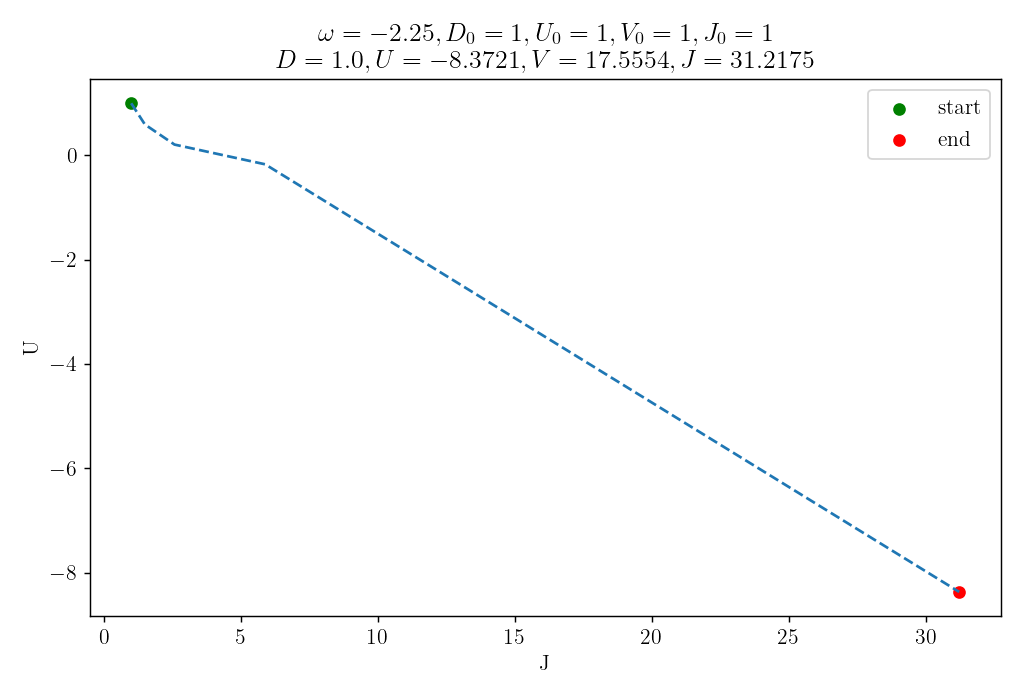 ω = −2.25, D₀ = 1, U₀ = 1, V₀ = 1, J₀ = 1
D = 1.0, U = −8.3721, V = 17.5554, J = 31.2175
start
end
0
−2
−4
−6
−8
U
0 5 10 15 20 25 30
J